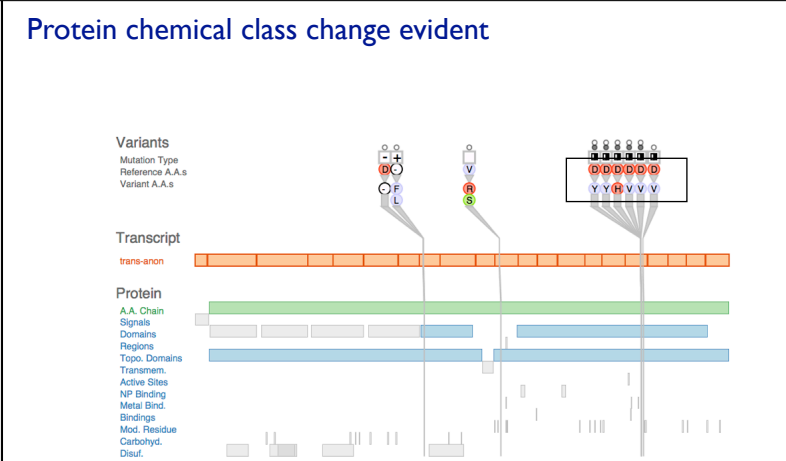 Protein chemical class change evident
Variants
Mutation Type
- +
Reference A.A.s
D - V D D D D D D
Variant A.A.s
- F R Y Y H V V V
L S
Transcript
trans-anon
Protein
A.A. Chain
Signals
Domains
Regions
Topo. Domains
Transmem.
Active Sites
NP Binding
Metal Bind.
Bindings
Mod. Residue
Carbohyd.
Disuf.